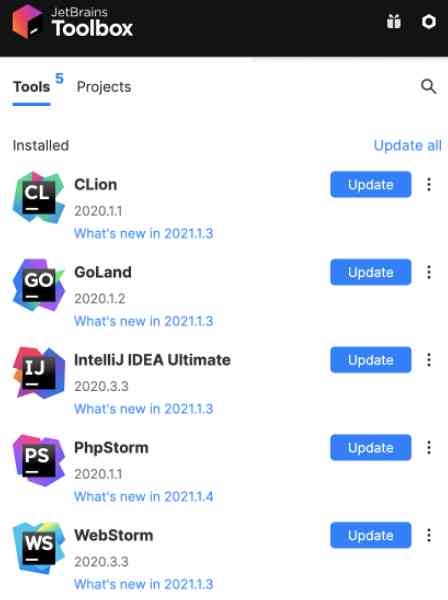 JetBrains
Toolbox
Tools 5 Projects
Installed Update all
CL CLion Update
2020.1.1
What's new in 2021.1.3
GO GoLand Update
2020.1.2
What's new in 2021.1.3
IJ IntelliJ IDEA Ultimate Update
2020.3.3
What's new in 2021.1.3
PS PhpStorm Update
2020.1.1
What's new in 2021.1.4
WS WebStorm Update
2020.3.3
What's new in 2021.1.3